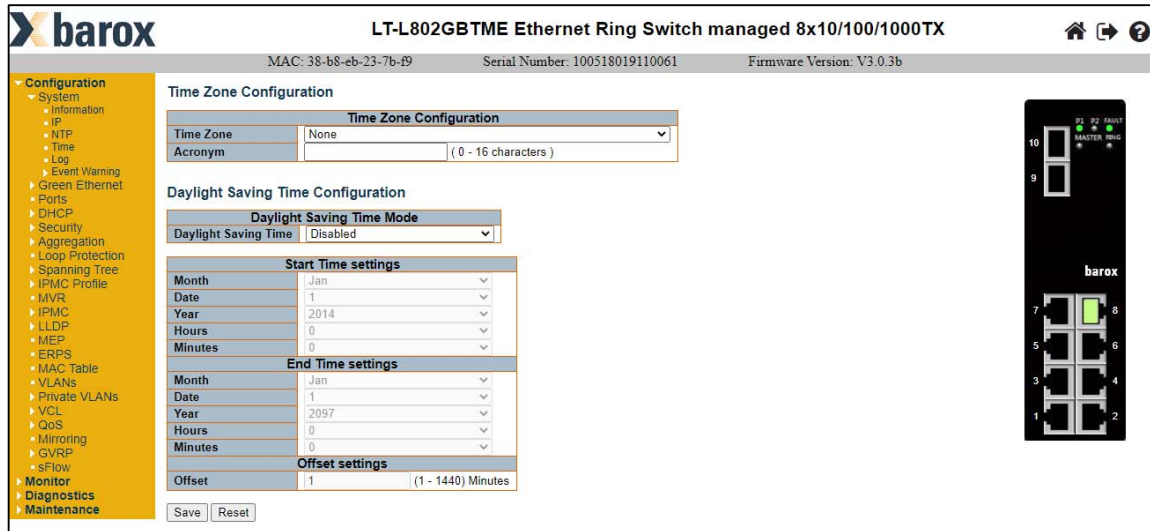 barox
LT-L802GBTME Ethernet Ring Switch managed 8x10/100/1000TX
MAC: 38-b8-eb-23-7b-f9 Serial Number: 100518019110061 Firmware Version: V3.0.3b
Configuration
System
Information
IP
NTP
Time
Log
Event Warning
Green Ethernet
Ports
DHCP
Security
Aggregation
Loop Protection
Spanning Tree
IPMC Profile
MVR
IPMC
LLDP
MEP
ERPS
MAC Table
VLANs
Private VLANs
VCL
QoS
Mirroring
GVRP
sFlow
Monitor
Diagnostics
Maintenance
Time Zone Configuration
Time Zone Configuration
Time Zone None
Acronym ( 0 - 16 characters )
Daylight Saving Time Configuration
Daylight Saving Time Mode
Daylight Saving Time Disabled
Start Time settings
Month Jan
Date 1
Year 2014
Hours 0
Minutes 0
End Time settings
Month Jan
Date 1
Year 2097
Hours 0
Minutes 0
Offset settings
Offset 1 (1 - 1440) Minutes
Save Reset
P1 P2 FAULT
MASTER RING
10
9
barox
7 8
5 6
3 4
1 2